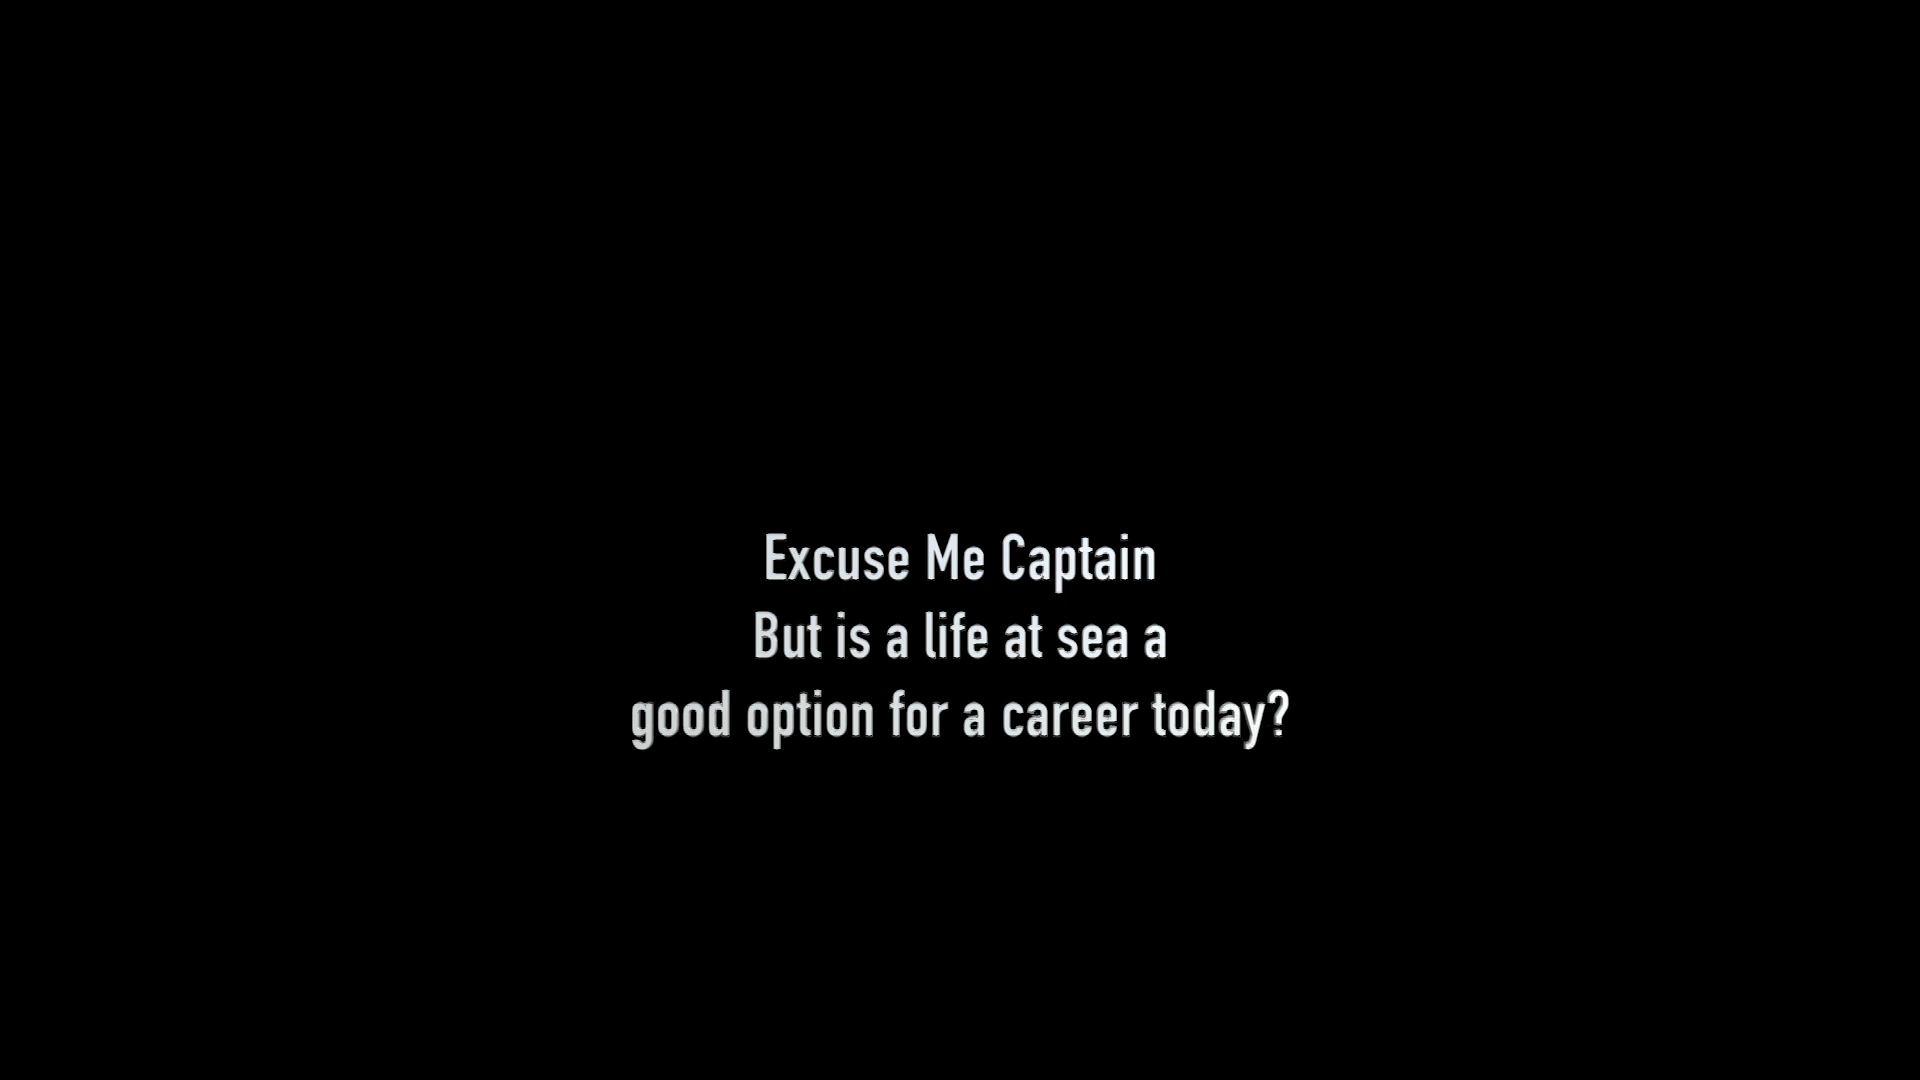 Excuse Me Captain
But is a life at sea a
good option for a career today?